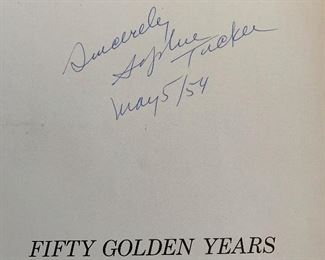 Sincerely
Sophie Tucker
May 5/54
FIFTY GOLDEN YEARS